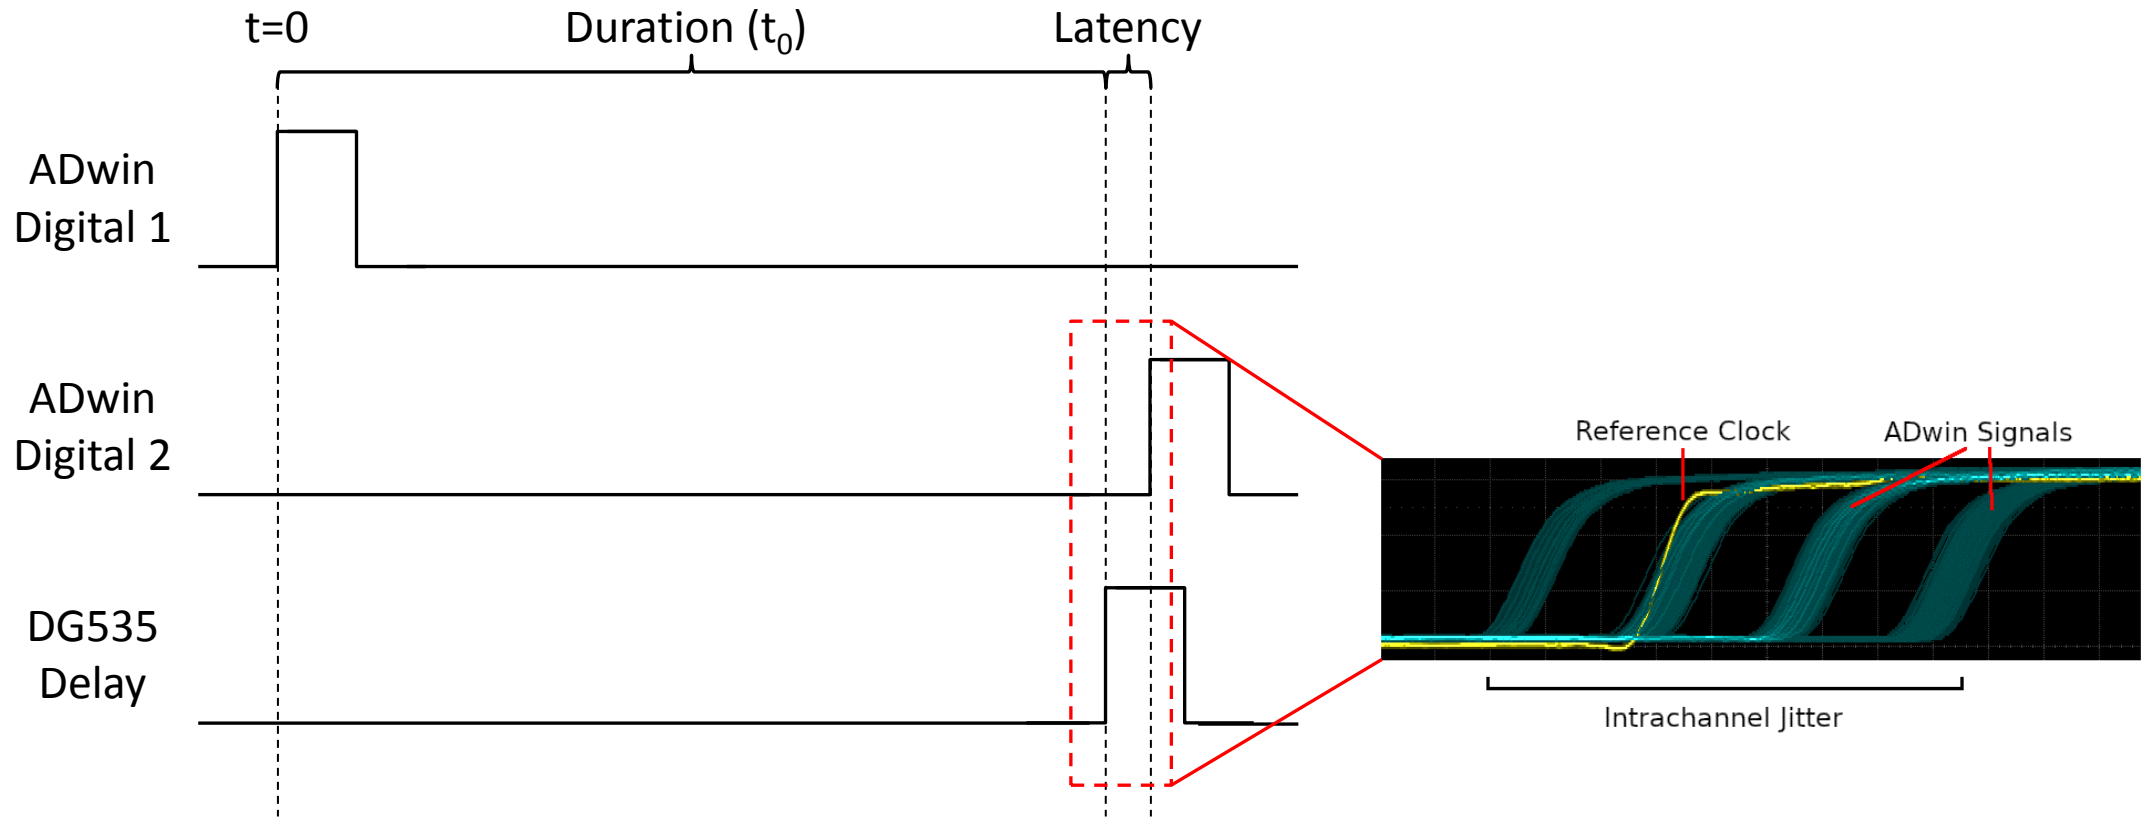 t=0
Duration (t0)
Latency
ADwin
Digital 1
ADwin
Digital 2
DG535
Delay
Reference Clock
ADwin Signals
Intrachannel Jitter